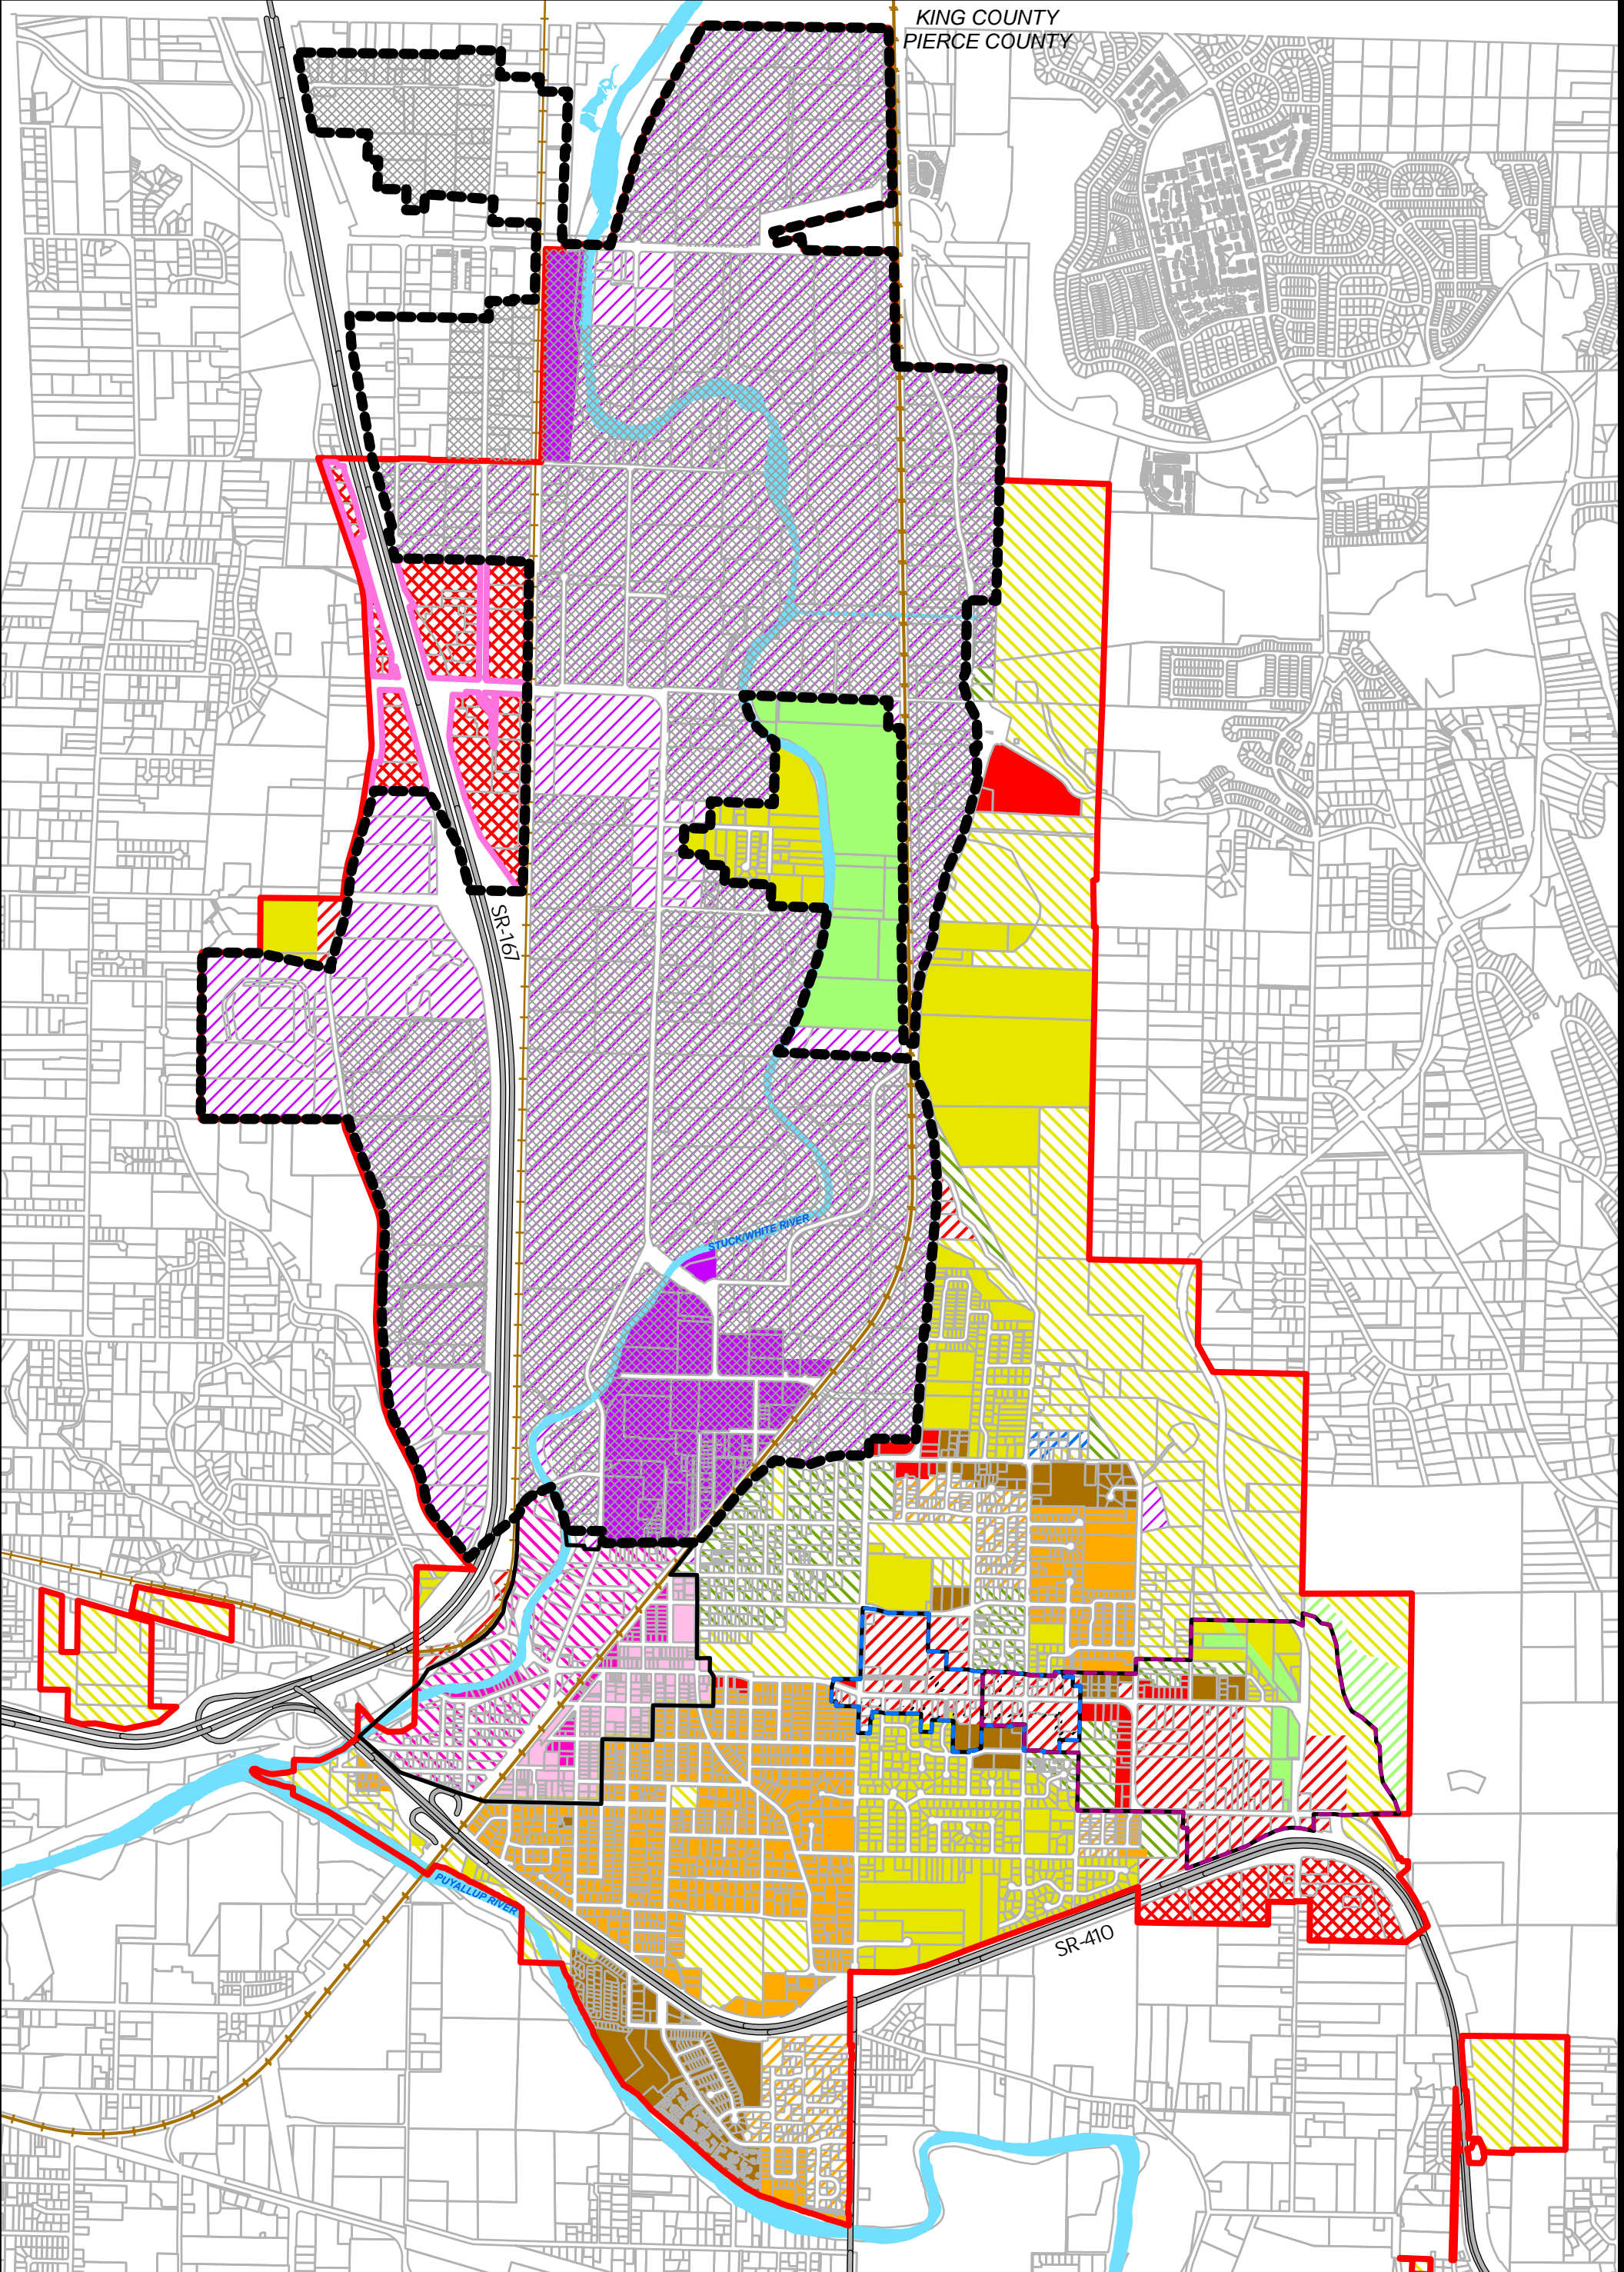 KING COUNTY
PIERCE COUNTY
SR-167
STUCK/WHITE RIVER
PUYALLUP RIVER
SR-410